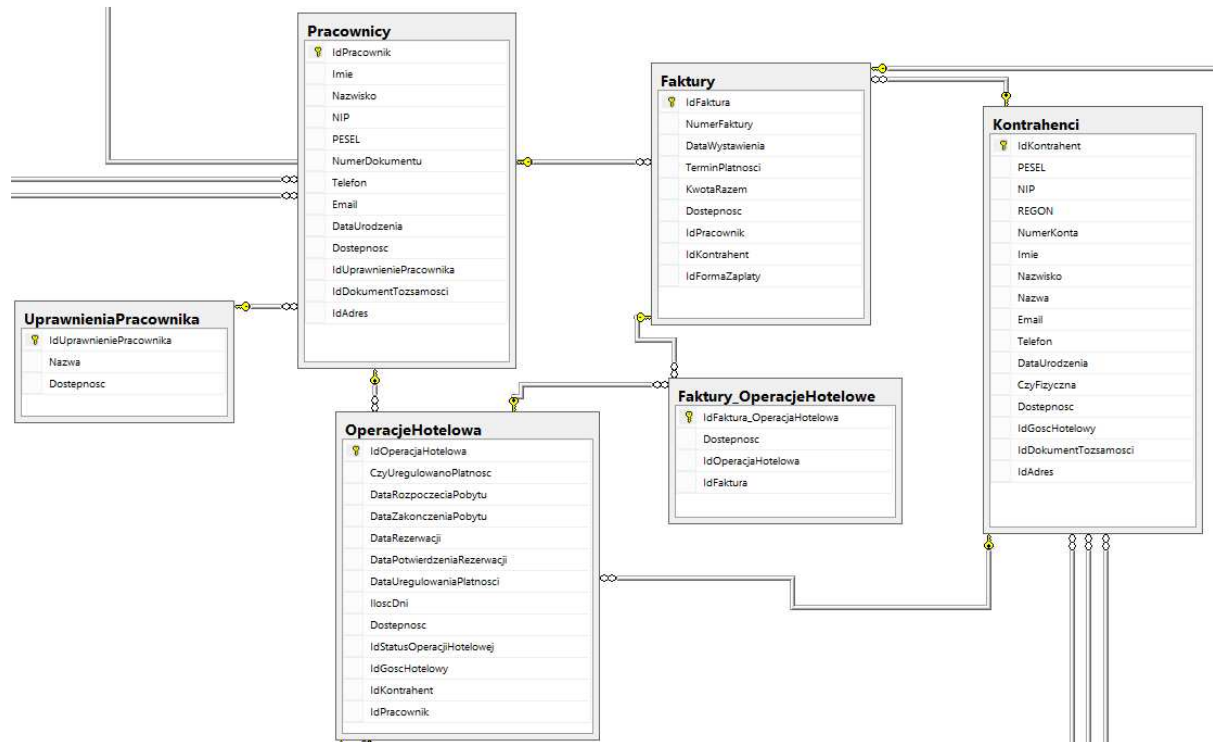 Pracownicy
IdPracownik
Imie
Nazwisko
NIP
PESEL
NumerDokumentu
Telefon
Email
DataUrodzenia
Dostepnosc
IdUprawnieniePracownika
IdDokumentTozsamosci
IdAdres
Faktury
IdFaktura
NumerFaktury
DataWystawienia
TerminPlatnosci
KwotaRazem
Dostepnosc
IdPracownik
IdKontrahent
IdFormaZaplaty
Kontrahenci
IdKontrahent
PESEL
NIP
REGON
NumerKonta
Imie
Nazwisko
Nazwa
Email
Telefon
DataUrodzenia
CzyFizyczna
Dostepnosc
IdGoscHotelowy
IdDokumentTozsamosci
IdAdres
UprawnieniaPracownika
IdUprawnieniePracownika
Nazwa
Dostepnosc
Faktury_OperacjeHotelowe
IdFaktura_OperacjaHotelowa
Dostepnosc
IdOperacjaHotelowa
IdFaktura
OperacjeHotelowa
IdOperacjaHotelowa
CzyUregulowanoPlatnosc
DataRozpoczeciaPobytu
DataZakonczeniaPobytu
DataRezerwacji
DataPotwierdzeniaRezerwacji
DataUregulowaniaPlatnosci
IloscDni
Dostepnosc
IdStatusOperacjiHotelowej
IdGoscHotelowy
IdKontrahent
IdPracownik